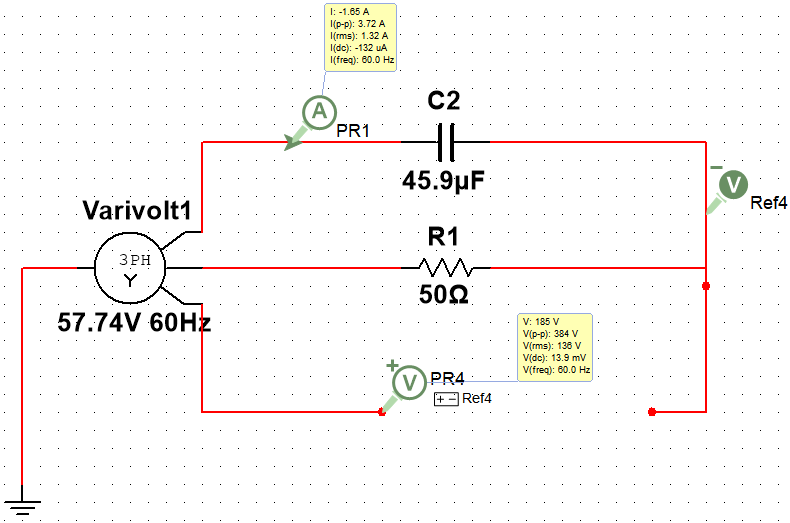 I: -1.65 A
I(p-p): 3.72 A
I(rms): 1.32 A
I(dc): -132 uA
I(freq): 60.0 Hz
A
PR1
C2
45.9µF
V
Ref4
Varivolt1
3PH
Y
57.74V 60Hz
R1
50Ω
V: 185 V
V(p-p): 384 V
V(rms): 136 V
V(dc): 13.9 mV
V(freq): 60.0 Hz
V
PR4
Ref4